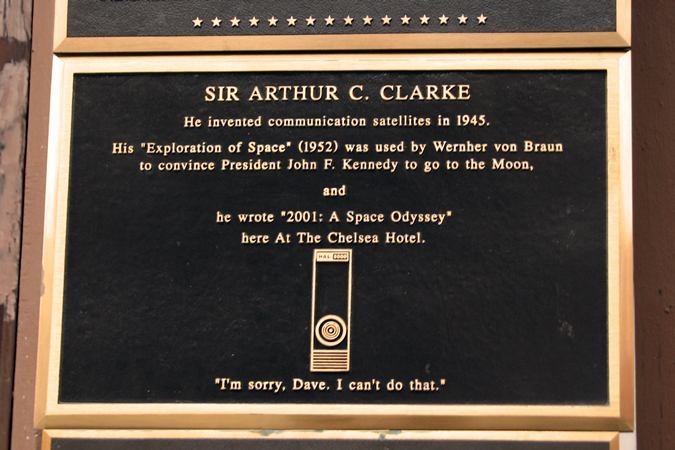 SIR ARTHUR C. CLARKE
He invented communication satellites in 1945.
His "Exploration of Space" (1952) was used by Wernher von Braun
to convince President John F. Kennedy to go to the Moon,
and
he wrote "2001: A Space Odyssey"
here At The Chelsea Hotel.
HAL 9000
"I'm sorry, Dave. I can't do that."